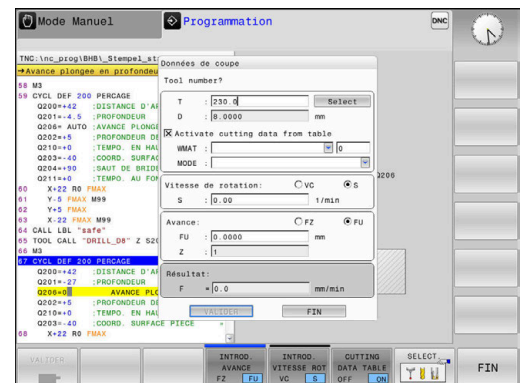 Mode Manuel
Programmation
DNC
TNC:\nc_prog\BHB\_Stempel_st
→Avance plongee en profondeu
58 M3
59 CYCL DEF 200 PERCAGE
Q200=+42 ;DISTANCE D'AP
Q201=-4.5 ;PROFONDEUR
Q206= AUTO ;AVANCE PLONGE
Q202=+5 ;PROFONDEUR DE
Q210=+0 ;TEMPO. EN HAU
Q203=-40 ;COORD. SURFAC
Q204=+90 ;SAUT DE BRIDE
Q211=+0 ;TEMPO. AU FON
60 X+22 R0 FMAX
61 Y-5 FMAX M99
62 Y+5 FMAX
63 X-22 FMAX M99
64 CALL LBL "safe"
65 TOOL CALL "DRILL_D8" Z S20
66 M3
67 CYCL DEF 200 PERCAGE
Q200=+42 ;DISTANCE D'AP
Q201=-27 ;PROFONDEUR
Q206=0 AVANCE PLO
Q202=+5 ;PROFONDEUR DE
Q210=+0 ;TEMPO. EN HAU
Q203=-40 ;COORD. SURFACE PIECE
68 X+22 R0 FMAX
Données de coupe
Tool number?
T : 230.0 Select
D : 8.0000 mm
Activate cutting data from table
WMAT : 0
MODE :
Vitesse de rotation: VC S
S : 0.00 1/min
Avance: FZ FU
FU : 0.0000 mm
Z : 1
Résultat:
F = 0.0 mm/min
VALIDER FIN
Q206
VALIDER
INTROD. AVANCE FZ FU
INTROD. VITESSE ROT VC S
CUTTING DATA TABLE OFF ON
SELECT
FIN